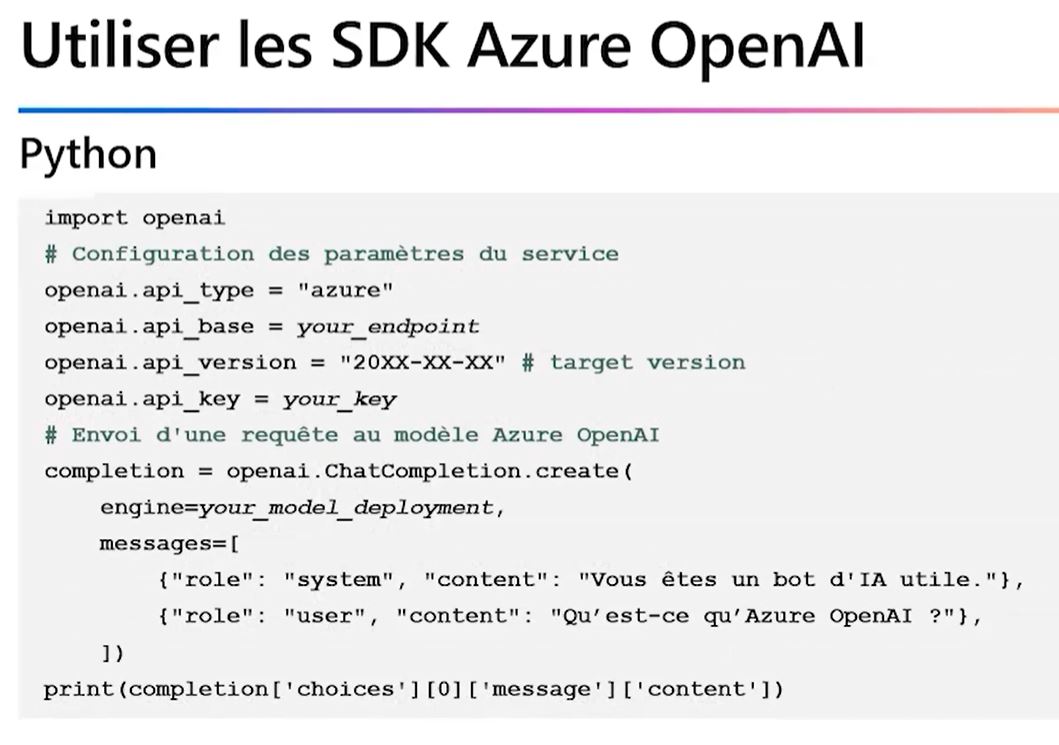 Utiliser les SDK Azure OpenAI
Python
import openai
# Configuration des paramètres du service
openai.api_type = "azure"
openai.api_base = your_endpoint
openai.api_version = "20XX-XX-XX" # target version
openai.api_key = your_key
# Envoi d'une requête au modèle Azure OpenAI
completion = openai.ChatCompletion.create(
    engine=your_model_deployment,
    messages=[
        {"role": "system", "content": "Vous êtes un bot d'IA utile."},
        {"role": "user", "content": "Qu’est-ce qu’Azure OpenAI ?"},
    ])
print(completion['choices'][0]['message']['content'])